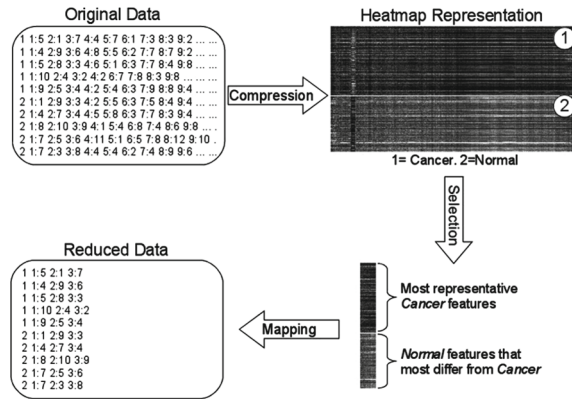 Original Data
1 1:5 2:1 3:7 4:4 5:7 6:1 7:3 8:3 9:2 ... ...
1 1:4 2:9 3:6 4:8 5:5 6:2 7:7 8:7 9:2 ... ...
1 1:5 2:8 3:3 4:6 5:1 6:3 7:7 8:4 9:8 ... ...
1 1:10 2:4 3:2 4:2 6:7 7:8 8:3 9:8 ... ...
1 1:9 2:5 3:4 4:2 5:4 6:3 7:9 8:8 9:4 ... ...
2 1:1 2:9 3:3 4:2 5:5 6:3 7:5 8:4 9:4 ... ...
2 1:4 2:7 3:4 4:5 5:8 6:3 7:7 8:3 9:4 ... ...
2 1:8 2:10 3:9 4:1 5:4 6:8 7:4 8:6 9:8 ... .
2 1:7 2:5 3:6 4:11 5:1 6:5 7:8 8:12 9:10 .
2 1:7 2:3 3:8 4:4 5:4 6:2 7:4 8:9 9:6 ... ...
Compression
Heatmap Representation
1
2
1= Cancer. 2=Normal
Selection
Most representative
Cancer features
Normal features that
most differ from Cancer
Mapping
Reduced Data
1 1:5 2:1 3:7
1 1:4 2:9 3:6
1 1:5 2:8 3:3
1 1:10 2:4 3:2
1 1:9 2:5 3:4
2 1:1 2:9 3:3
2 1:4 2:7 3:4
2 1:8 2:10 3:9
2 1:7 2:5 3:6
2 1:7 2:3 3:8